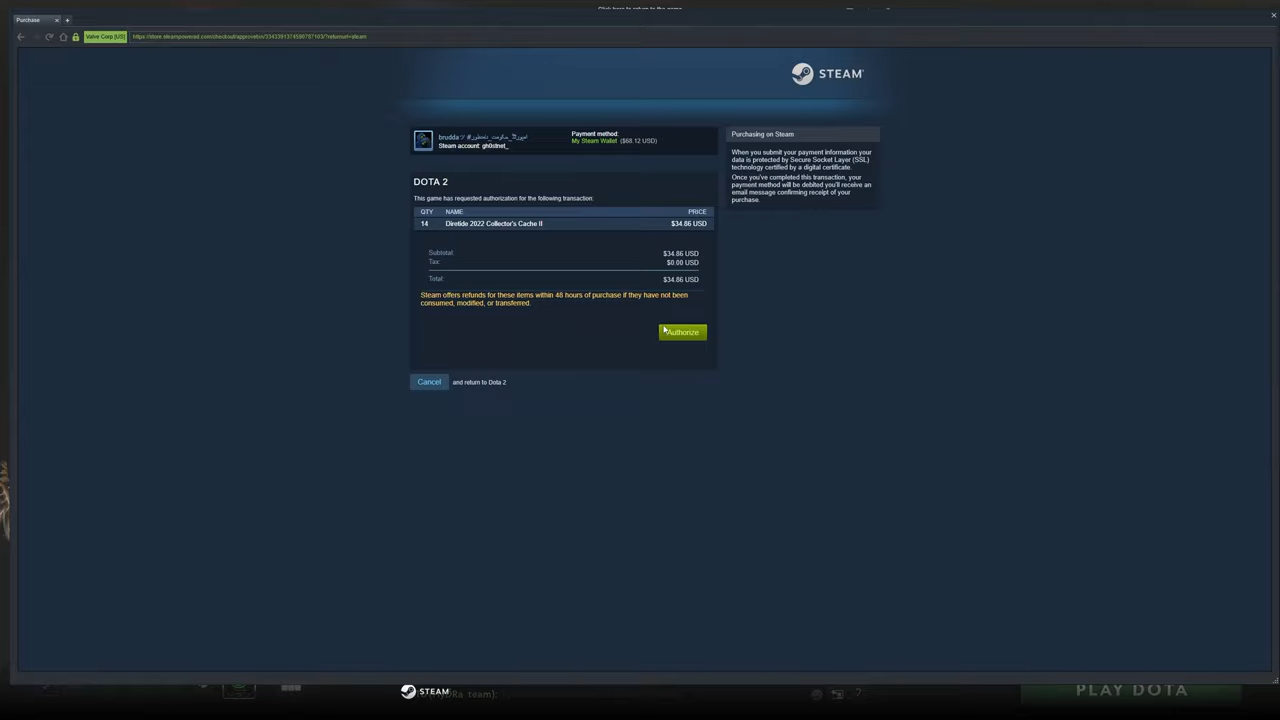 Purchase
Valve Corp [US]
STEAM
brudda
Payment method:
My Steam Wallet ($68.12 USD)
Steam account: gh0stnet_
Purchasing on Steam
When you submit your payment information your
data is protected by Secure Socket Layer (SSL)
technology certified by a digital certificate.
Once you've completed this transaction, your
payment method will be debited you'll receive an
email message confirming receipt of your
purchase.
DOTA 2
This game has requested authorization for the following transaction:
QTY NAME PRICE
14 Diretide 2022 Collector's Cache II $34.86 USD
Subtotal: $34.86 USD
Tax: $0.00 USD
Total: $34.86 USD
Steam offers refunds for these items within 48 hours of purchase if they have not been
consumed, modified, or transferred.
Authorize
Cancel and return to Dota 2
STEAM
team):
PLAY DOTA